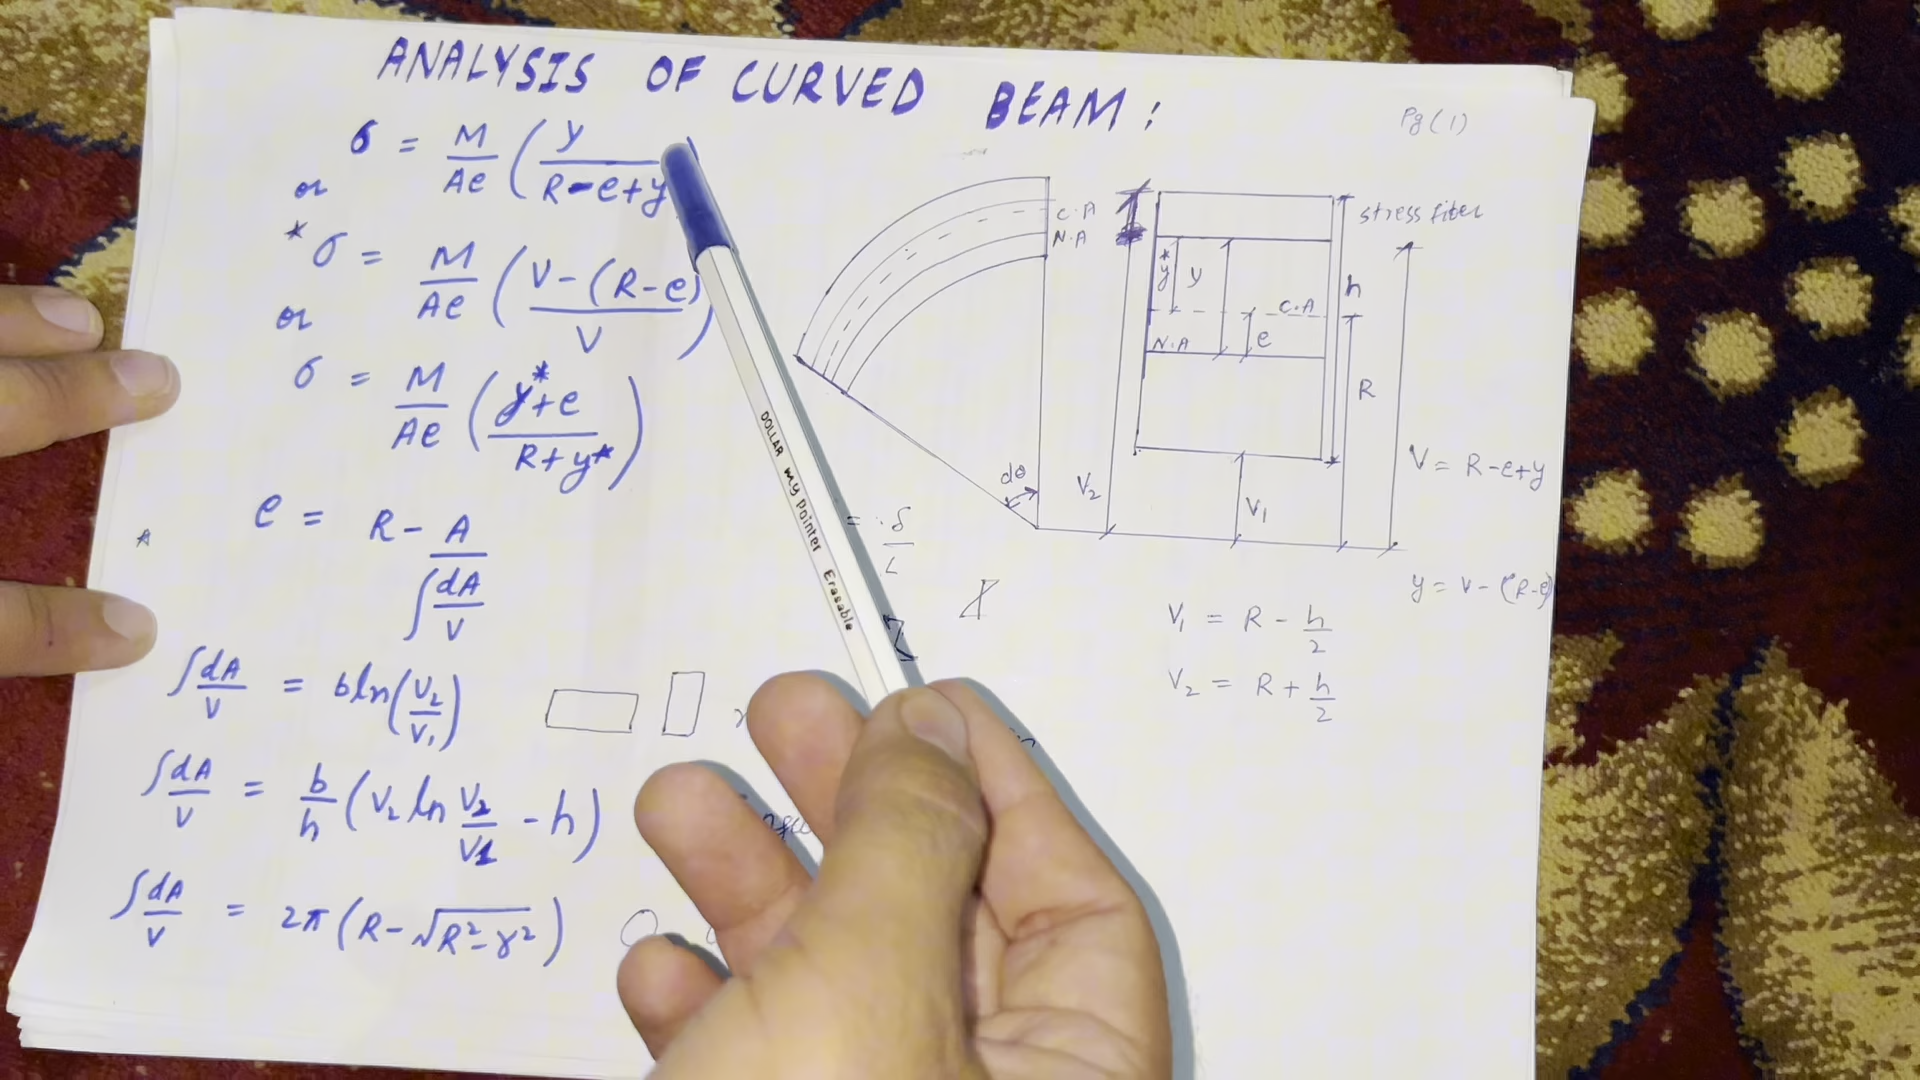 ANALYSIS OF CURVED BEAM:
Pg (1)
σ = M/Ae (y/R-e+y)
or
* σ = M/Ae (V-(R-e)/V)
or
σ = M/Ae (y*+e/R+y*)
e = R - A/∫dA/V
∫dA/V = b ln(V2/V1)
∫dA/V = b/h (V2 ln V2/V1 - h)
∫dA/V = 2π (R-√R²-r²)
C.A
N.A
dθ
= δ/L
stress fiber
y*
y
C.A
h
N.A
e
R
V2
V1
V = R-e+y
y = V-(R-e)
V1 = R - h/2
V2 = R + h/2
DOLLAR my Pointer Erasable